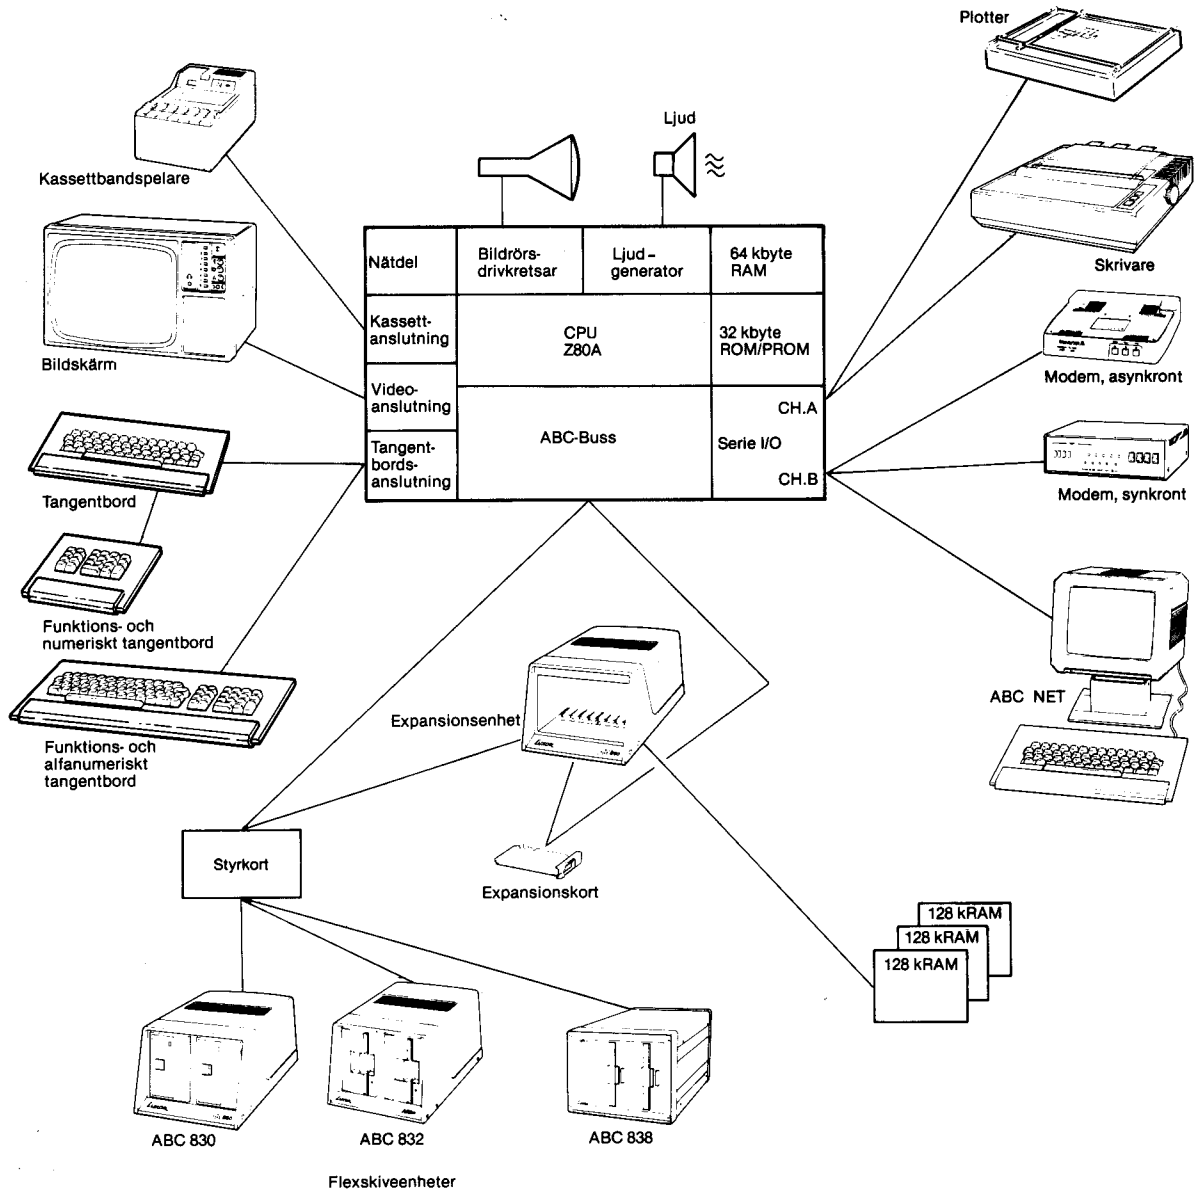 Plotter
Ljud
Kassettbandspelare
Skrivare
Nätdel
Bildrörs-
drivkretsar
Ljud-
generator
64 kbyte
RAM
Kassett-
anslutning
CPU
Z80A
32 kbyte
ROM/PROM
Bildskärm
Modem, asynkront
Video-
anslutning
CH.A
ABC-Buss
Serie I/O
Tangent-
bords-
anslutning
CH.B
Tangentbord
Modem, synkront
Funktions- och
numeriskt tangentbord
ABC NET
Expansionsenhet
Funktions- och
alfanumeriskt
tangentbord
Styrkort
Expansionskort
128 kRAM
128 kRAM
128 kRAM
ABC 830
ABC 832
ABC 838
Flexskiveenheter